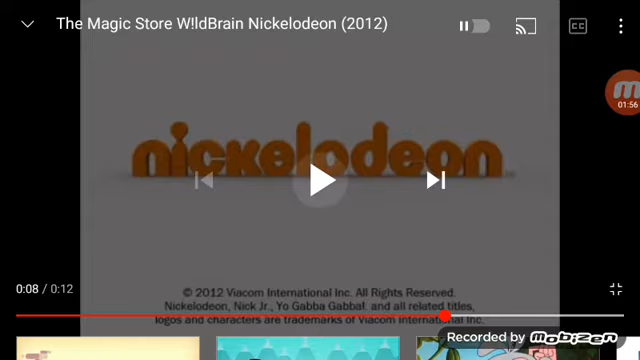 The Magic Store W!ldBrain Nickelodeon (2012)
CC
01:56
nickelodeon
0:08 / 0:12
© 2012 Viacom International Inc. All Rights Reserved.
Nickelodeon, Nick Jr., Yo Gabba Gabba!, and all related titles,
logos and characters are trademarks of Viacom International Inc.
Recorded by mobizen